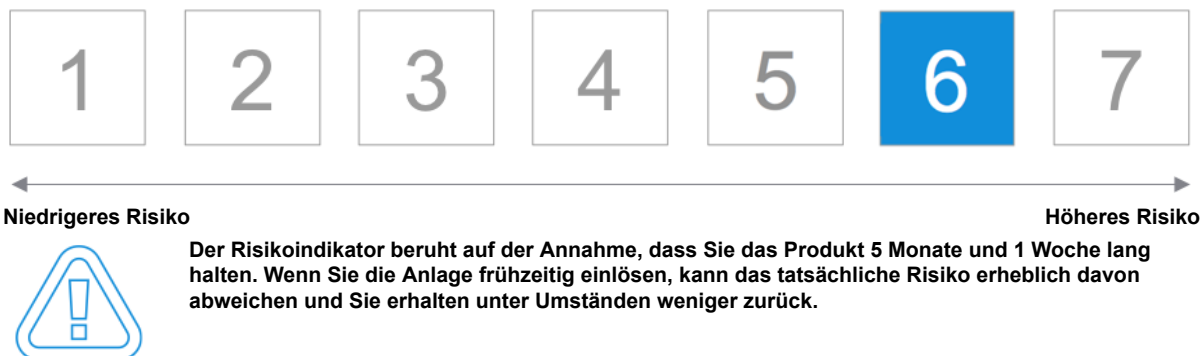 1 2 3 4 5 6 7
Niedrigeres Risiko Höheres Risiko
Der Risikoindikator beruht auf der Annahme, dass Sie das Produkt 5 Monate und 1 Woche lang
halten. Wenn Sie die Anlage frühzeitig einlösen, kann das tatsächliche Risiko erheblich davon
abweichen und Sie erhalten unter Umständen weniger zurück.